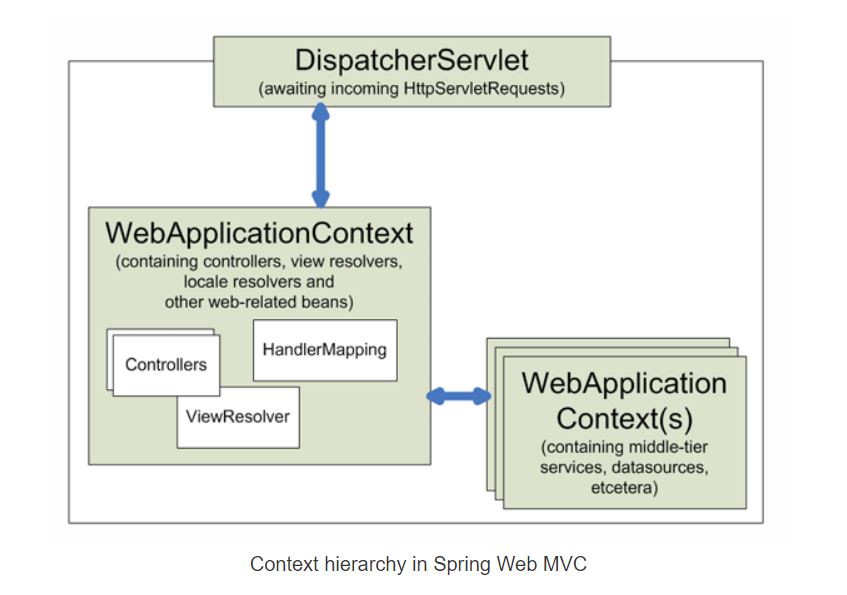 DispatcherServlet
(awaiting incoming HttpServletRequests)
WebApplicationContext
(containing controllers, view resolvers,
locale resolvers and
other web-related beans)
Controllers
HandlerMapping
ViewResolver
WebApplication
Context(s)
(containing middle-tier
services, datasources,
etcetera)
Context hierarchy in Spring Web MVC